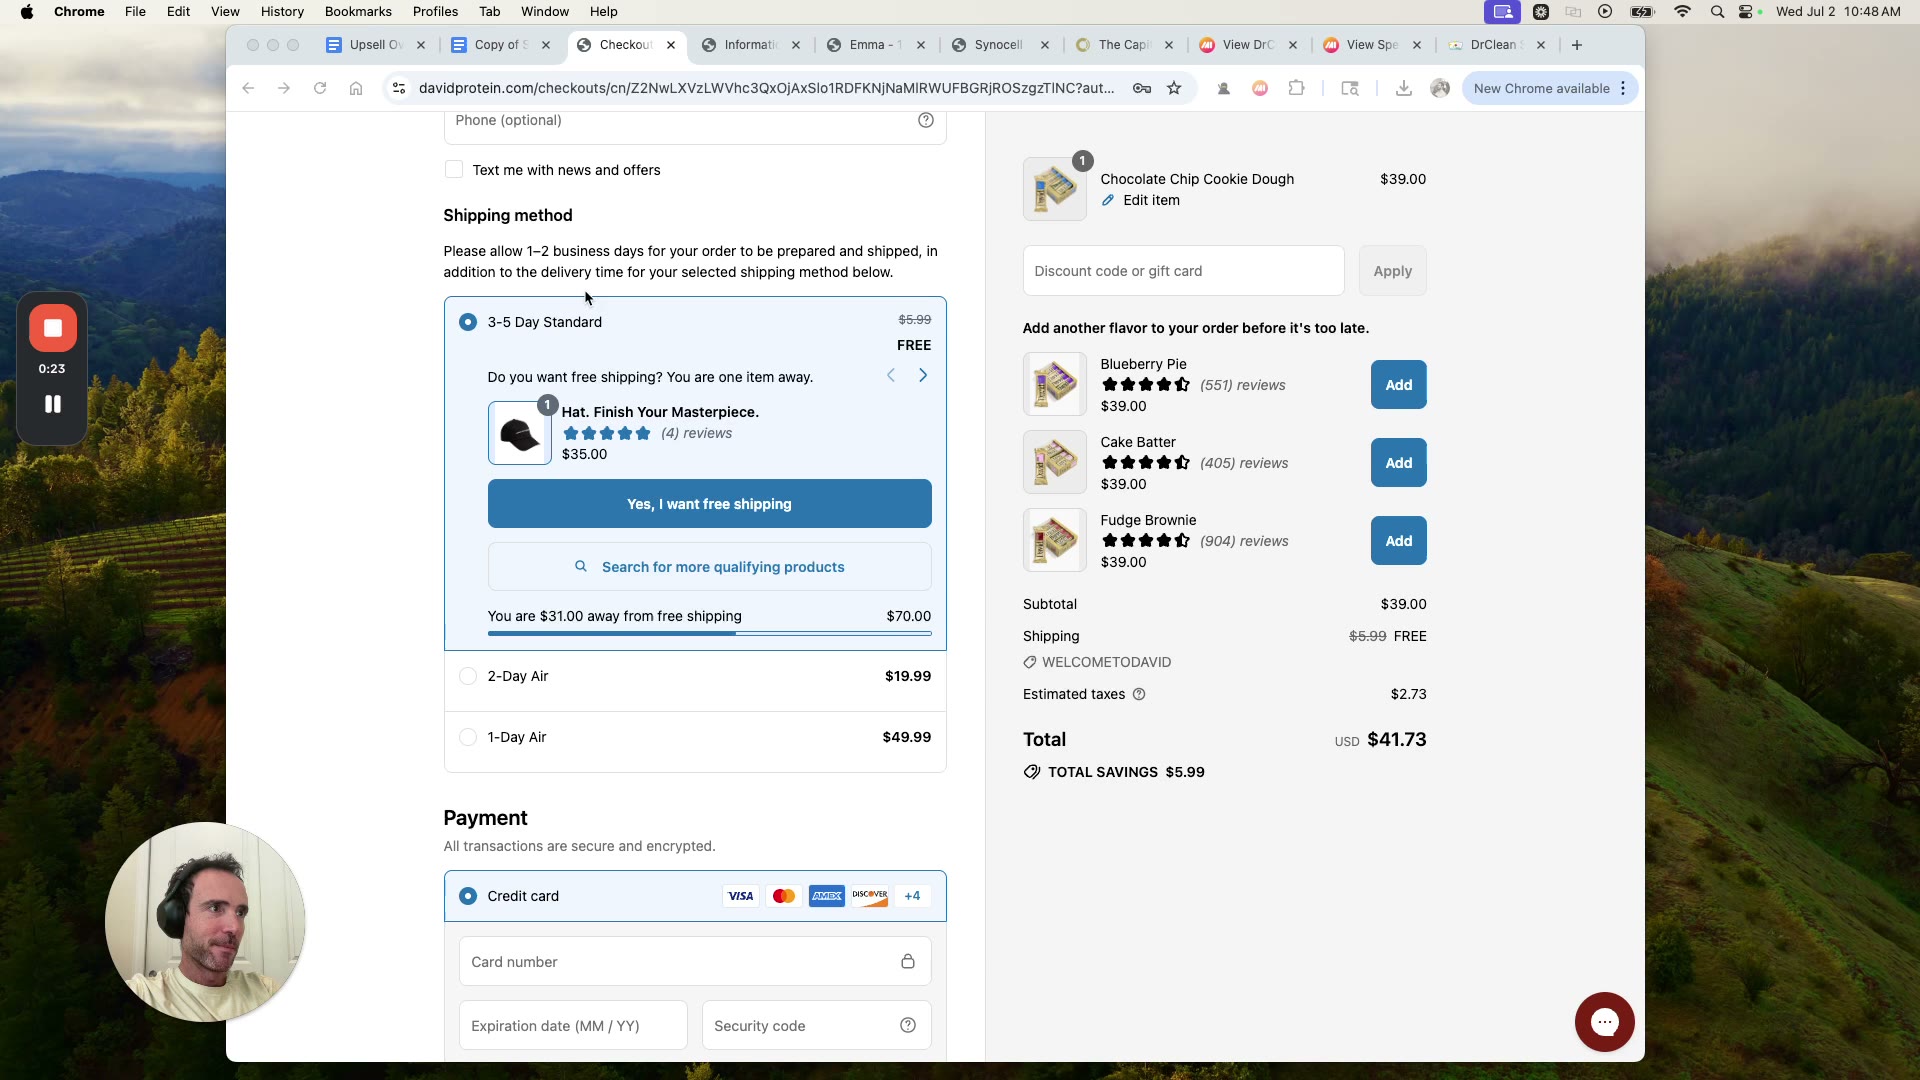 Chrome File Edit View History Bookmarks Profiles Tab Window Help
Wed Jul 2 10:48 AM
Upsell Ov
Copy of S
Checkout
Informatio
Emma - 1
Synocell
The Capi
View DrC
View Spe
DrClean S
davidprotein.com/checkouts/cn/Z2NwLXVzLWVhc3QxOjAxSlo1RDFKNjNaMlRWUFBGRjROSzgzTlNC?aut...
New Chrome available
0:23
Phone (optional)
Text me with news and offers
Shipping method
Please allow 1–2 business days for your order to be prepared and shipped, in
addition to the delivery time for your selected shipping method below.
3-5 Day Standard
$5.99
FREE
Do you want free shipping? You are one item away.
1
Hat. Finish Your Masterpiece.
(4) reviews
$35.00
Yes, I want free shipping
Search for more qualifying products
You are $31.00 away from free shipping
$70.00
2-Day Air
$19.99
1-Day Air
$49.99
Payment
All transactions are secure and encrypted.
Credit card
VISA
AMEX
DISCOVER
+4
Card number
Expiration date (MM / YY)
Security code
1
Chocolate Chip Cookie Dough
$39.00
Edit item
Discount code or gift card
Apply
Add another flavor to your order before it's too late.
Blueberry Pie
(551) reviews
$39.00
Add
Cake Batter
(405) reviews
$39.00
Add
Fudge Brownie
(904) reviews
$39.00
Add
Subtotal
$39.00
Shipping
$5.99 FREE
WELCOMETODAVID
Estimated taxes
$2.73
Total
USD $41.73
TOTAL SAVINGS $5.99